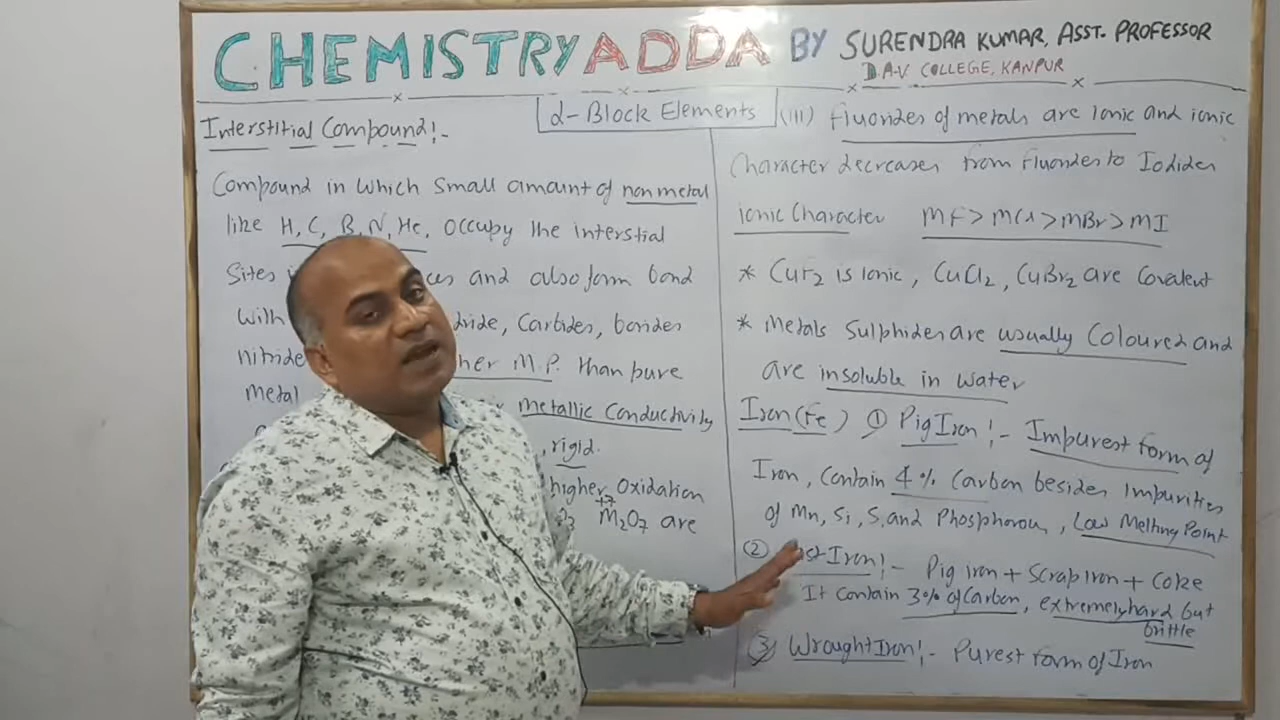 CHEMISTRY ADDA BY SURENDRA KUMAR, ASST. PROFESSOR
D.A.V. COLLEGE, KANPUR
d-Block Elements
Interstitial Compound:-
Compound in which small amount of non metal
like H, C, B, N, He, occupy the interstial
Sites and also form bond
with Carbides, borides
nitride M.P. than pure
metal metallic conductivity
, rigid.
higher oxidation
+7
M2O7 are
(III) Fluorides of metals are Ionic and ionic
Character decreases from Fluorides to Iodides
ionic Character MF > MCl > MBr > MI
* CuF2 is Ionic, CuCl2, CuBr2 are Covalent
* Metals Sulphides are usually Coloured and
are insoluble in water
Iron (Fe) (1) Pig Iron:- Impurest form of
Iron, Contain 4% Carbon besides impurities
of Mn, Si, S, and Phosphorou, Low Melting Point
(2) Iron:- Pig iron + Scrap iron + Coke
It Contain 3% of Carbon, extremely hard but
brittle
(3) Wrought Iron:- Purest form of Iron